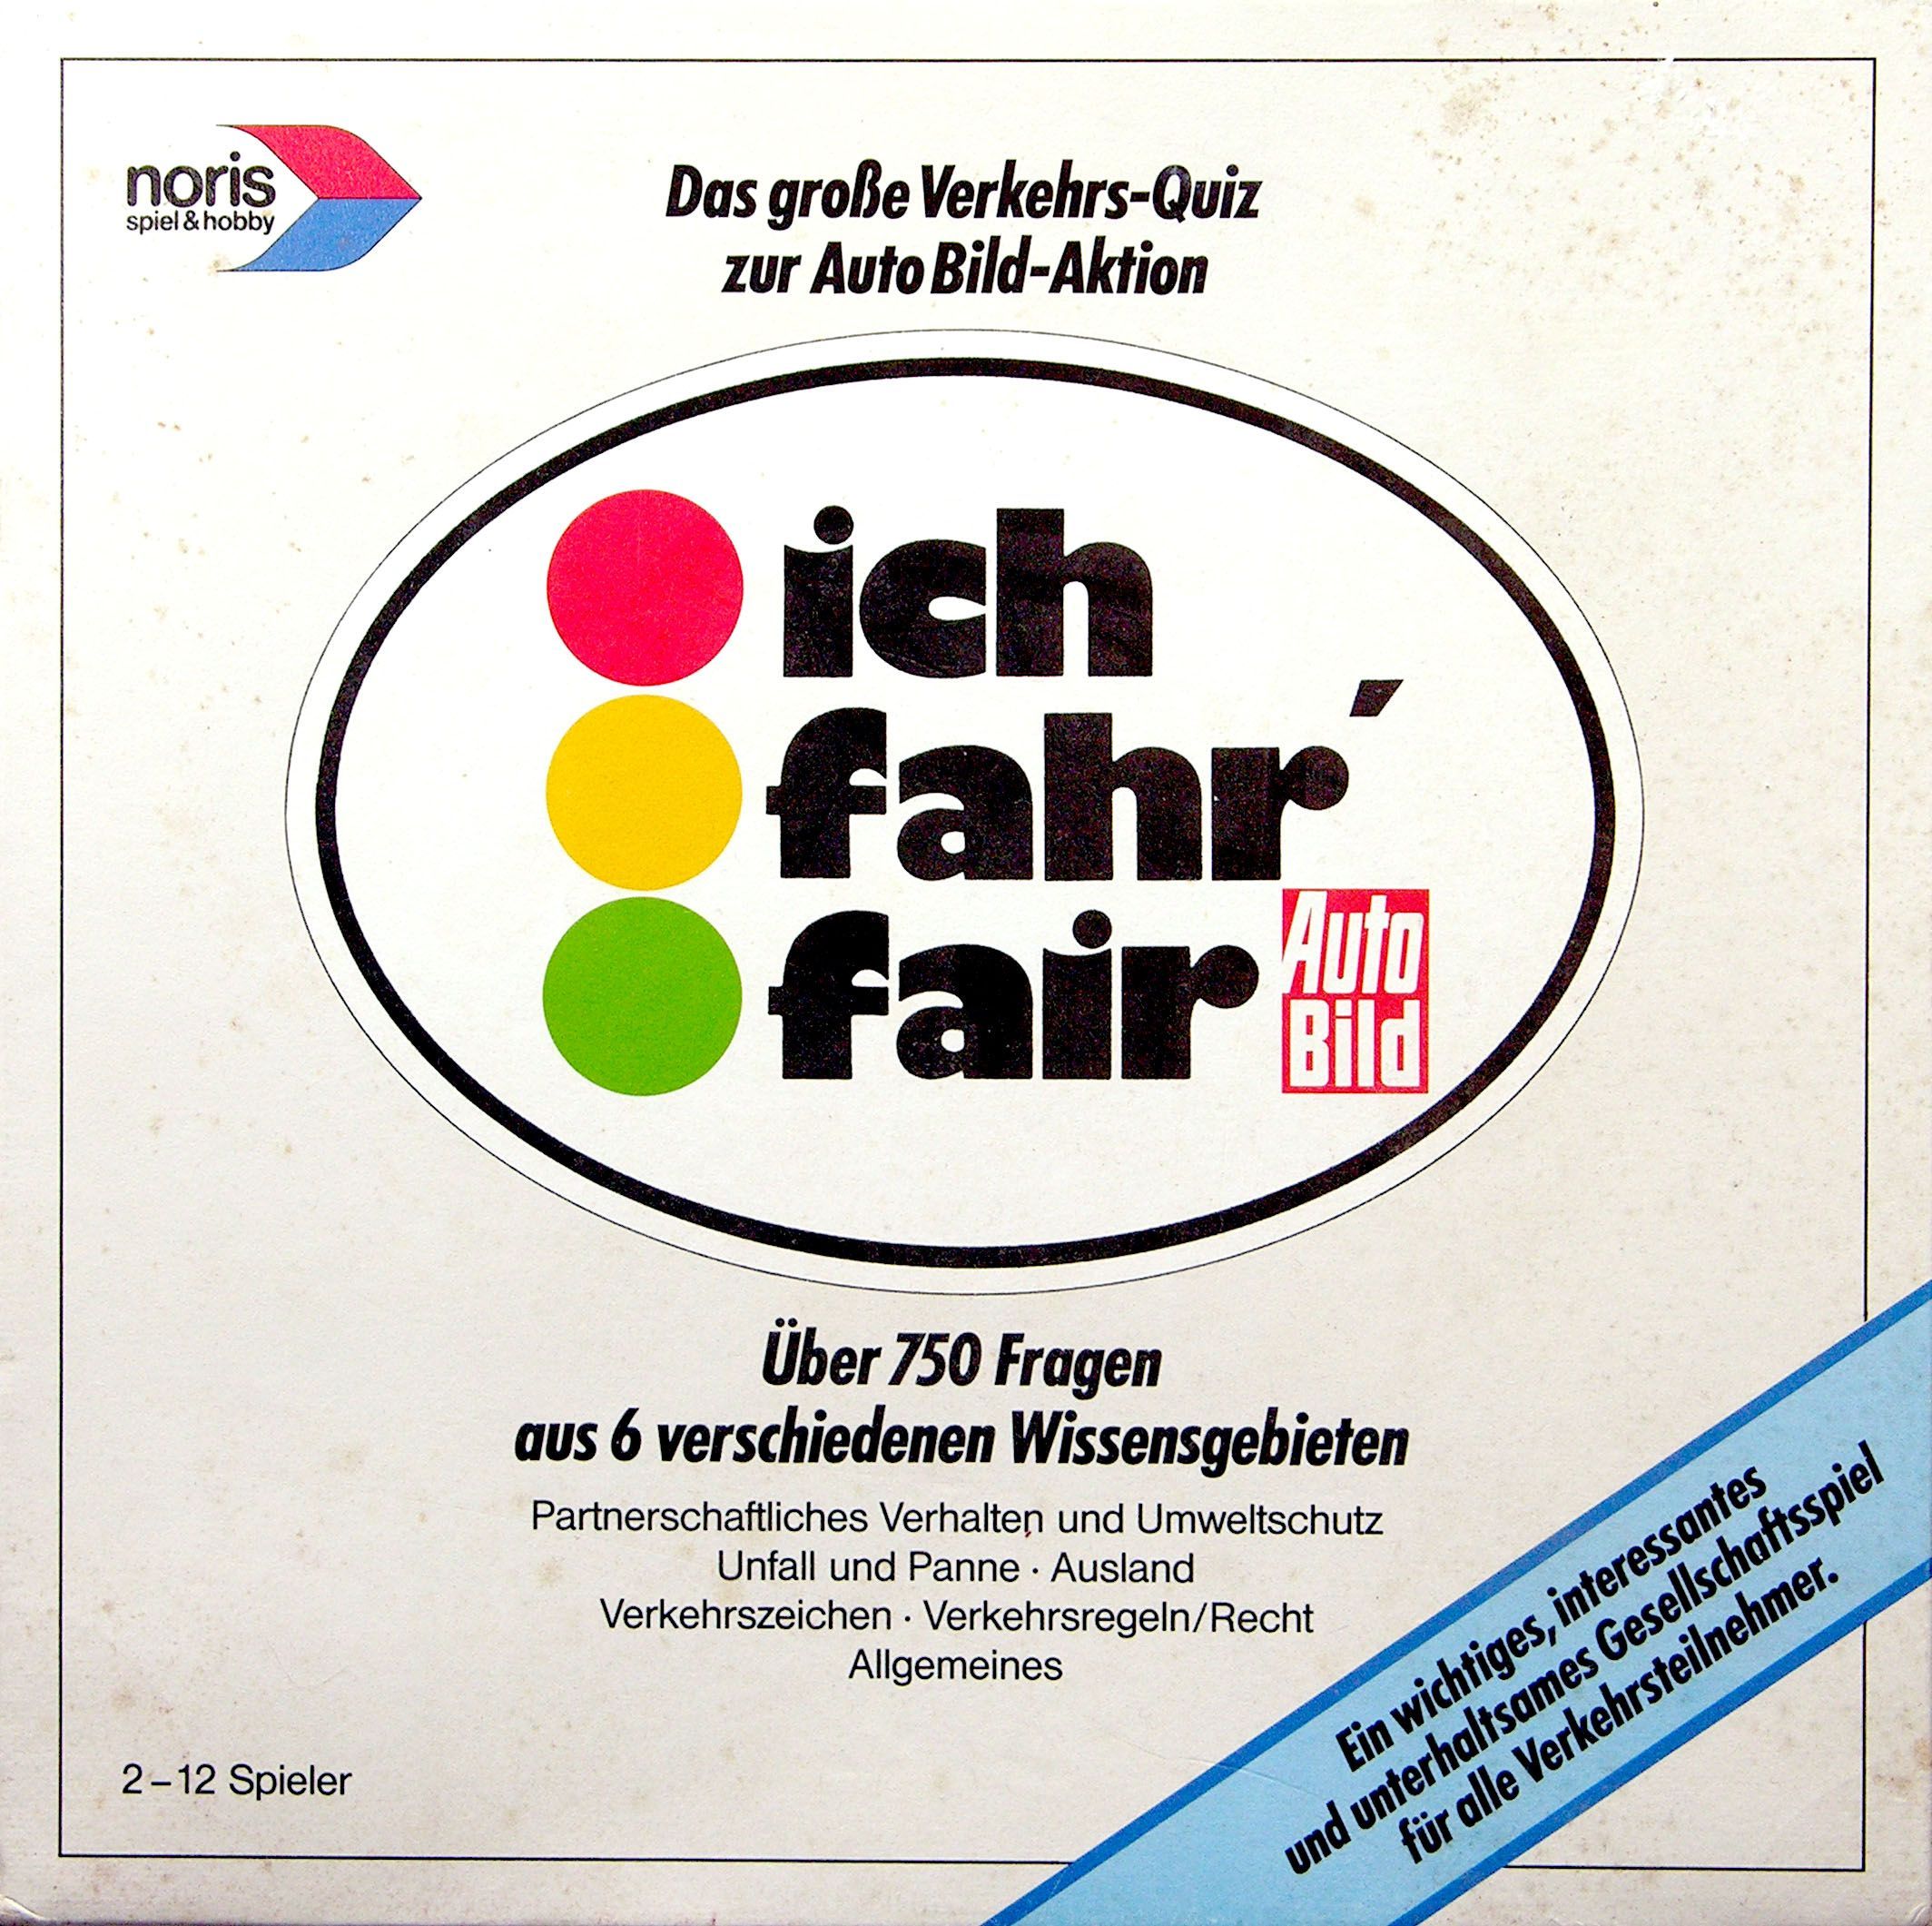 noris
spiel & hobby
Das große Verkehrs-Quiz
zur Auto Bild-Aktion
ich
fahr´
fair
Auto
Bild
Über 750 Fragen
aus 6 verschiedenen Wissensgebieten
Partnerschaftliches Verhalten und Umweltschutz
Unfall und Panne · Ausland
Verkehrszeichen · Verkehrsregeln/Recht
Allgemeines
2–12 Spieler
Ein wichtiges, interessantes
und unterhaltsames Gesellschaftsspiel
für alle Verkehrsteilnehmer.